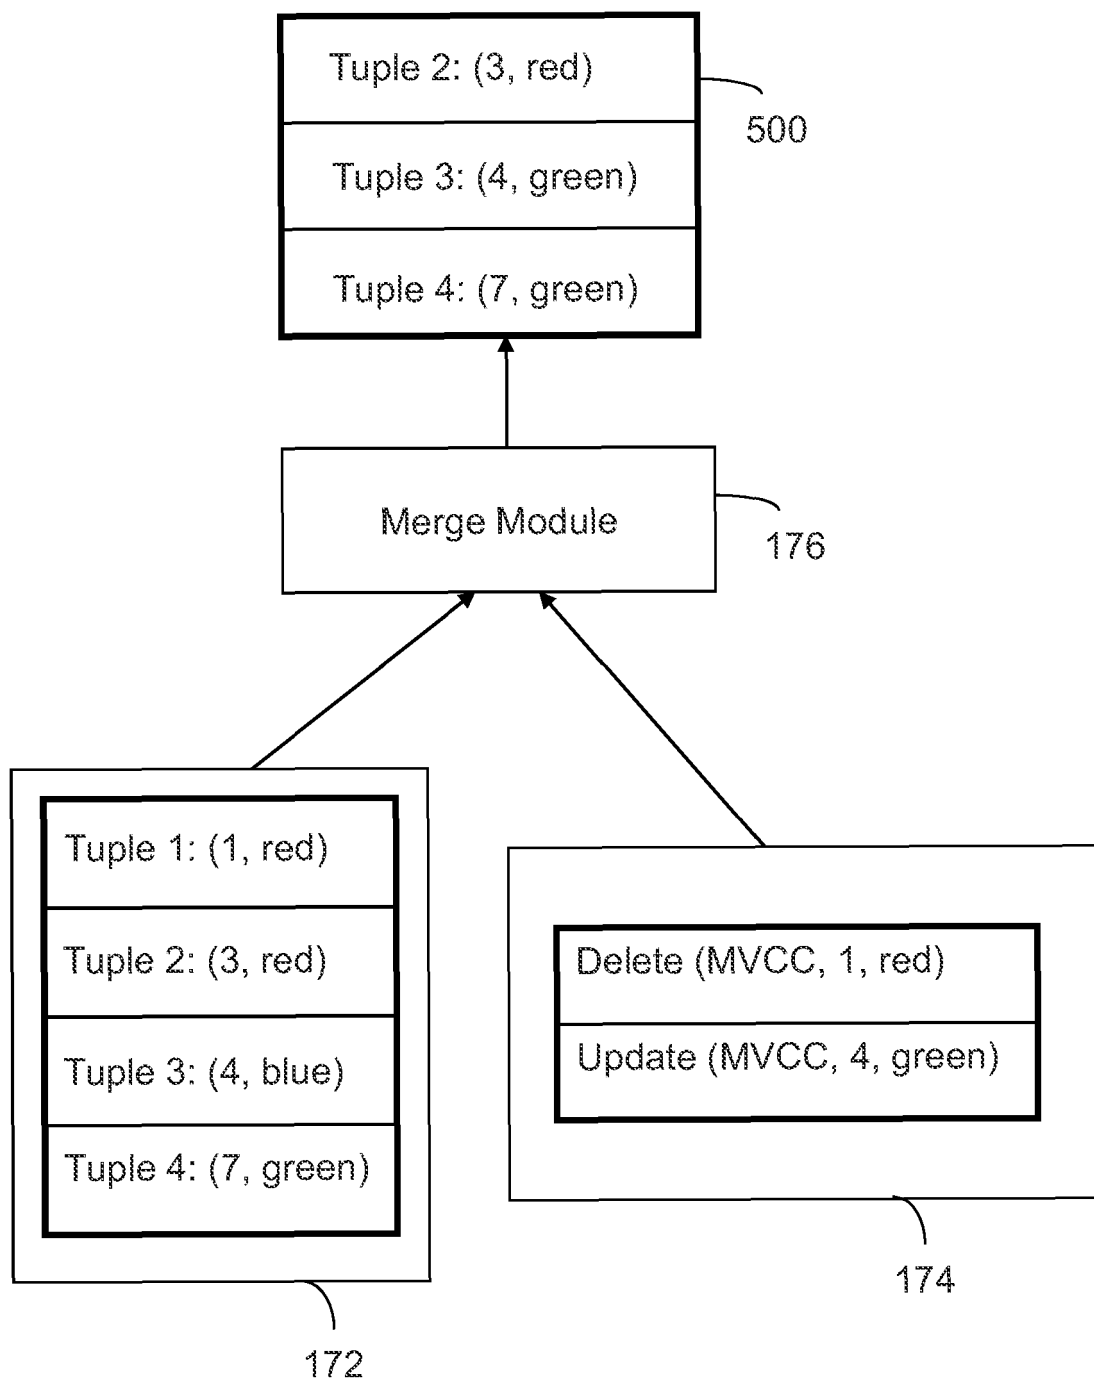 Tuple 2: (3, red)
500
Tuple 3: (4, green)
Tuple 4: (7, green)
Merge Module
176
Tuple 1: (1, red)
Tuple 2: (3, red)
Tuple 3: (4, blue)
Tuple 4: (7, green)
172
Delete (MVCC, 1, red)
Update (MVCC, 4, green)
174